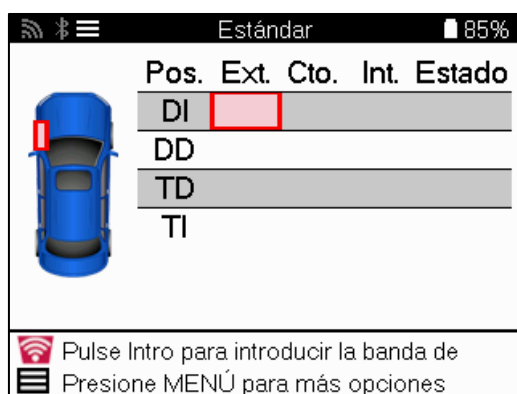 Estándar 85%
Pos. Ext. Cto. Int. Estado
DI
DD
TD
TI
Pulse Intro para introducir la banda de
Presione MENÚ para más opciones